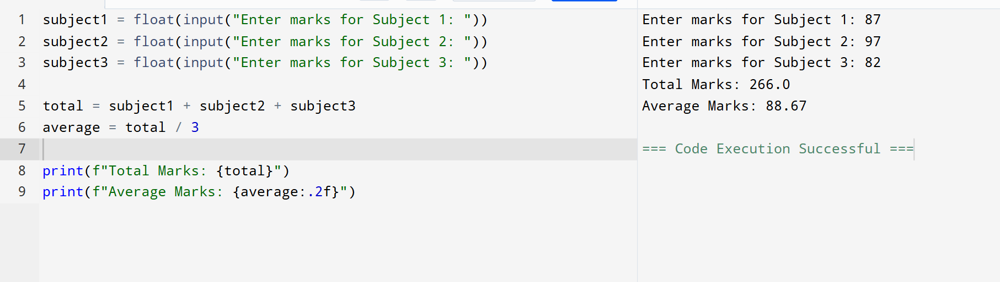 1 subject1 = float(input("Enter marks for Subject 1: "))
2 subject2 = float(input("Enter marks for Subject 2: "))
3 subject3 = float(input("Enter marks for Subject 3: "))
4
5 total = subject1 + subject2 + subject3
6 average = total / 3
7
8 print(f"Total Marks: {total}")
9 print(f"Average Marks: {average:.2f}")
Enter marks for Subject 1: 87
Enter marks for Subject 2: 97
Enter marks for Subject 3: 82
Total Marks: 266.0
Average Marks: 88.67
=== Code Execution Successful ===